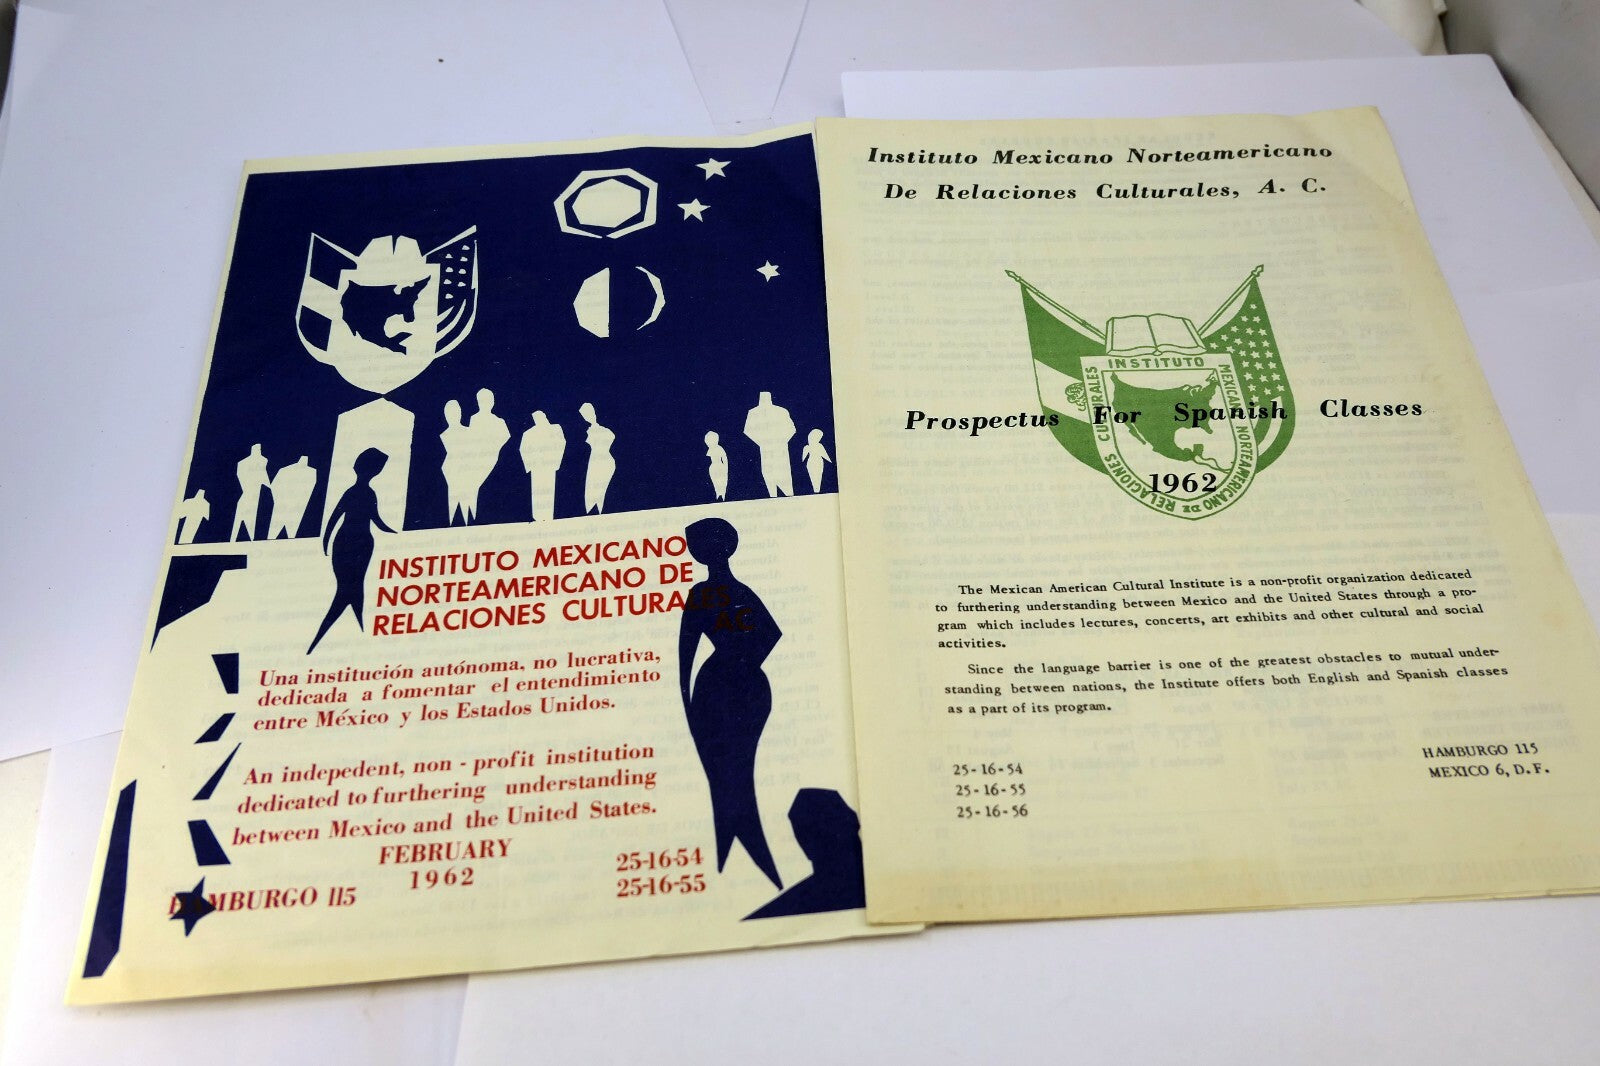 INSTITUTO MEXICANO
NORTEAMERICANO DE
RELACIONES CULTURALES
A.C.
Una institución autónoma, no lucrativa,
dedicada a fomentar el entendimiento
entre México y los Estados Unidos.
An indepedent, non - profit institution
dedicated to furthering understanding
between Mexico and the United States.
FEBRUARY
1962
HAMBURGO 115
25-16-54
25-16-55
Instituto Mexicano Norteamericano
De Relaciones Culturales, A. C.
INSTITUTO
MEXICANO NORTEAMERICANO DE RELACIONES CULTURALES
Prospectus For Spanish Classes
1962
The Mexican American Cultural Institute is a non-profit organization dedicated
to furthering understanding between Mexico and the United States through a pro-
gram which includes lectures, concerts, art exhibits and other cultural and social
activities.
Since the language barrier is one of the greatest obstacles to mutual under-
standing between nations, the Institute offers both English and Spanish classes
as a part of its program.
25-16-54
25-16-55
25-16-56
HAMBURGO 115
MEXICO 6, D. F.